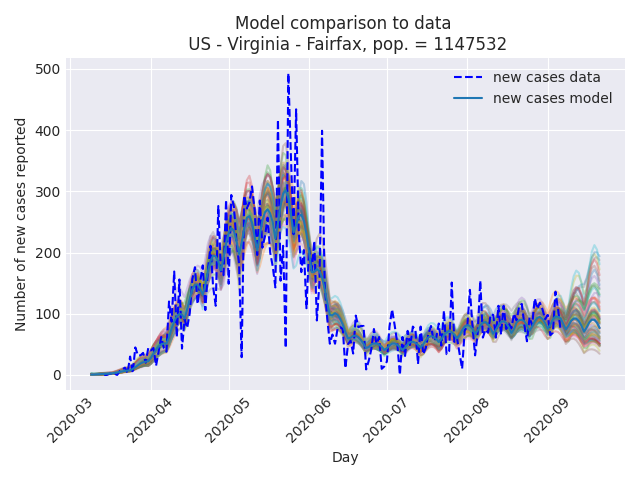 Model comparison to data
US - Virginia - Fairfax, pop. = 1147532
new cases data
new cases model
Number of new cases reported
500
400
300
200
100
0
2020-03
2020-04
2020-05
2020-06
2020-07
2020-08
2020-09
Day